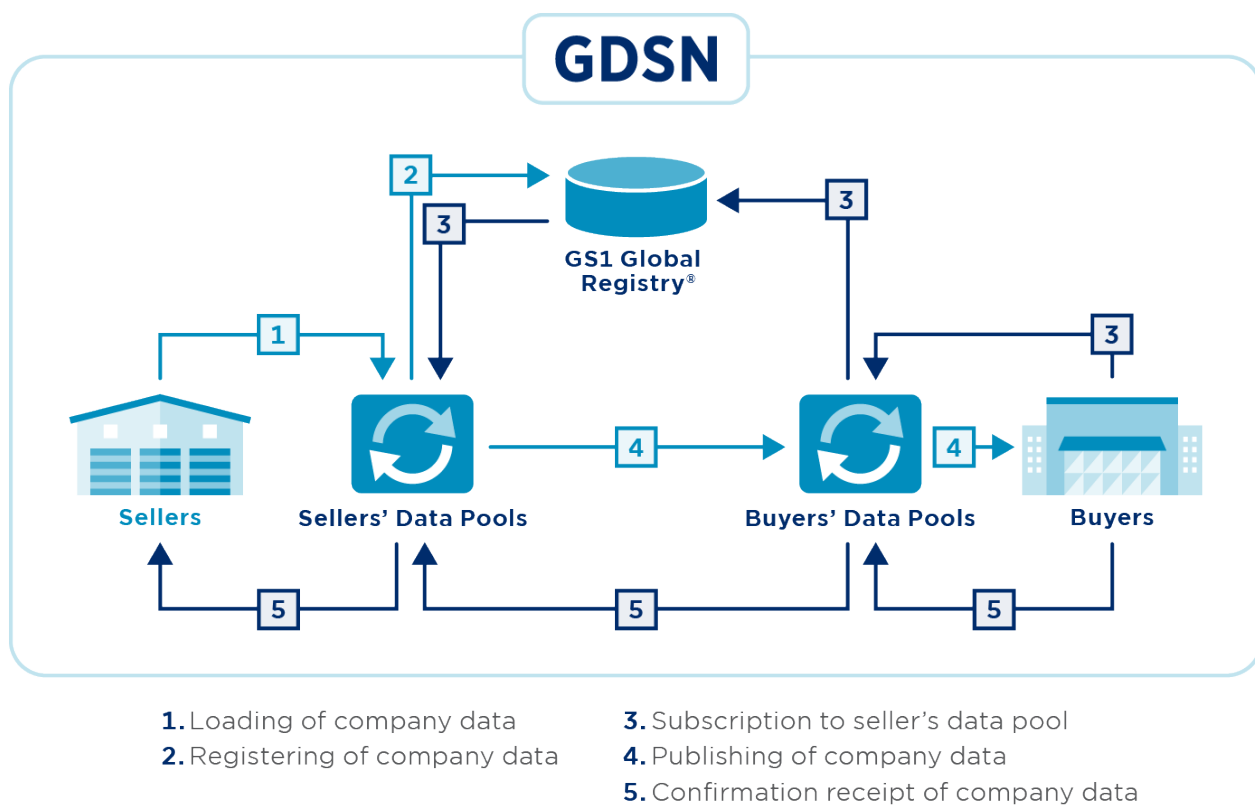 GDSN
2
3
3
GS1 Global
Registry®
1
3
4
4
Sellers
Sellers’ Data Pools
Buyers’ Data Pools
Buyers
5
5
5
1. Loading of company data
2. Registering of company data
3. Subscription to seller’s data pool
4. Publishing of company data
5. Confirmation receipt of company data